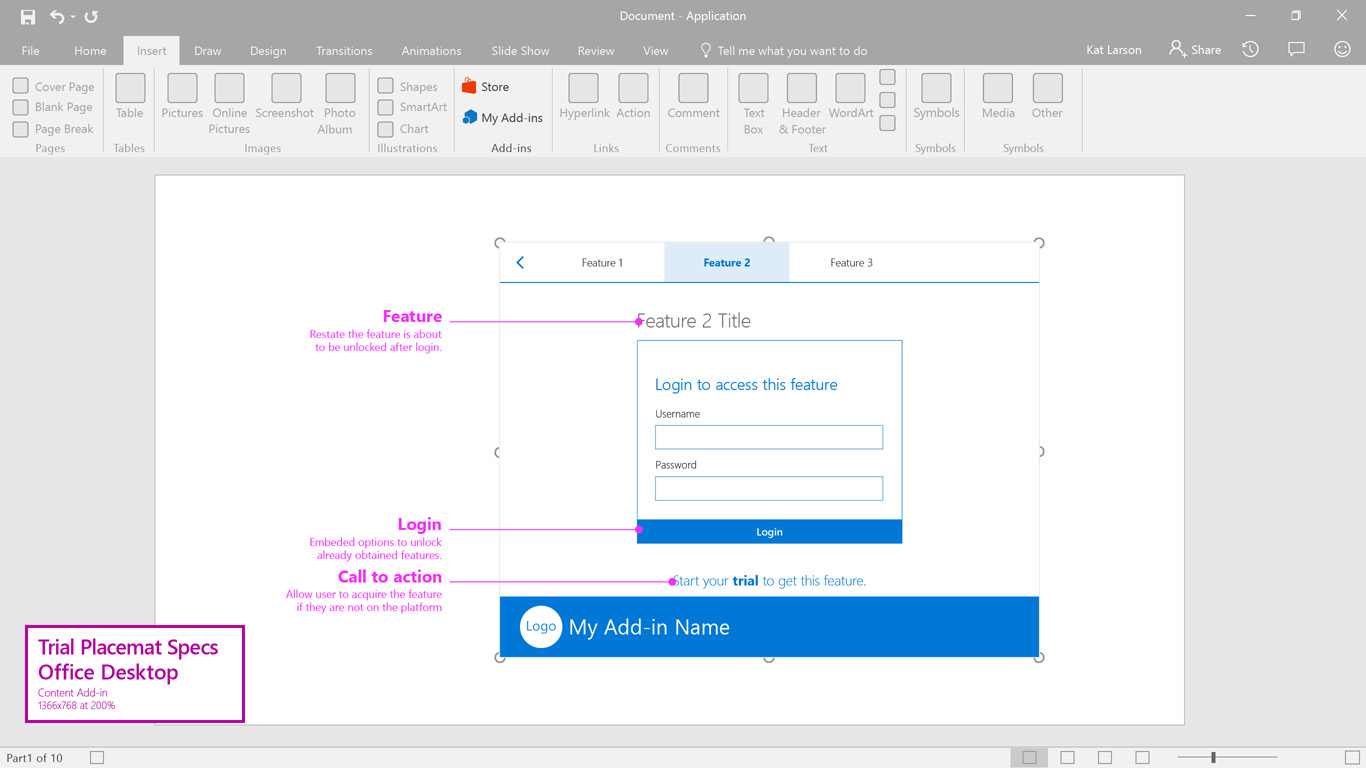 Document - Application
File Home Insert Draw Design Transitions Animations Slide Show Review View Tell me what you want to do Kat Larson Share
Cover Page
Blank Page
Page Break
Pages
Table
Tables
Pictures
Online
Pictures
Screenshot
Photo
Album
Images
Shapes
SmartArt
Chart
Illustrations
Store
My Add-ins
Add-ins
Hyperlink
Action
Links
Comment
Comments
Text
Box
Header
& Footer
WordArt
Text
Symbols
Symbols
Media
Other
Symbols
Feature 1 Feature 2 Feature 3
Feature
Restate the feature is about
to be unlocked after login.
Feature 2 Title
Login to access this feature
Username
Password
Login
Login
Embeded options to unlock
already obtained features.
Call to action
Allow user to acquire the feature
if they are not on the platform
Start your trial to get this feature.
Logo My Add-in Name
Trial Placemat Specs
Office Desktop
Content Add-in
1366x768 at 200%
Part1 of 10